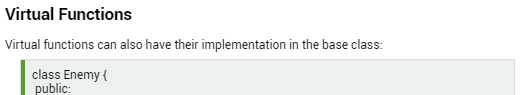 Virtual Functions
Virtual functions can also have their implementation in the base class:
class Enemy {
public: